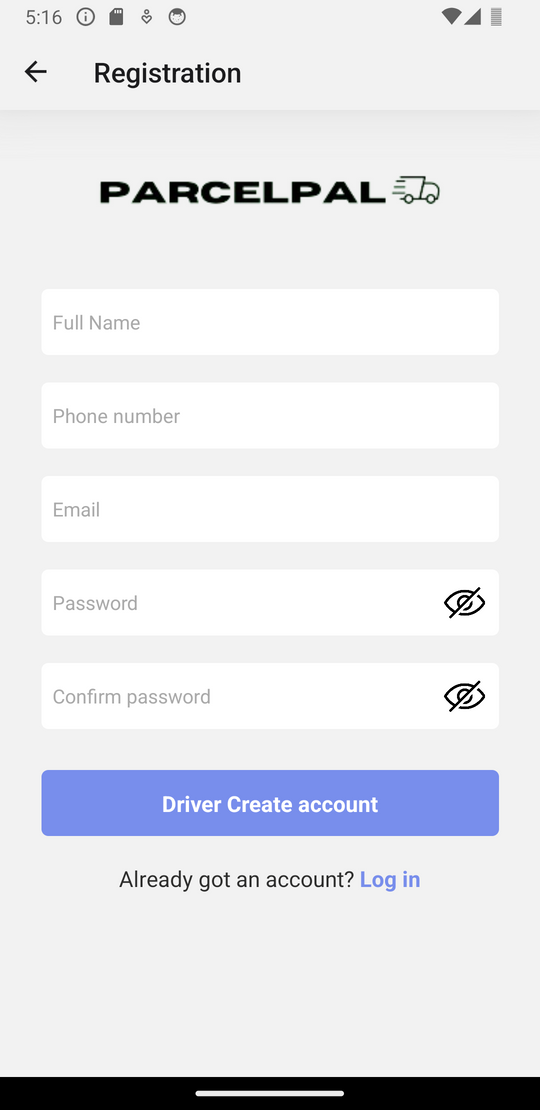 5:16
Registration
PARCELPAL
Full Name
Phone number
Email
Password
Confirm password
Driver Create account
Already got an account? Log in